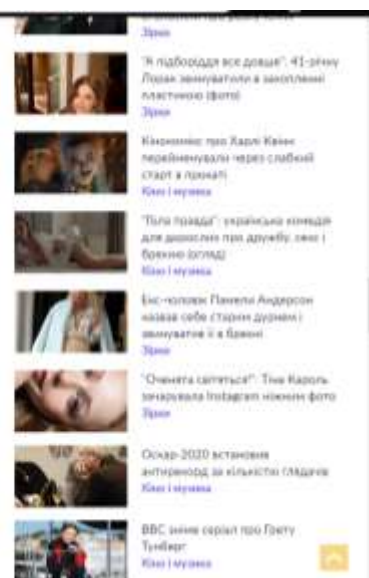 Зірки
"А підборіддя все довше": 41-річну
Лорак звинуватили в захопленні
пластикою (фото)
Зірки
Кінокомікс про Харлі Квінн
перейменували через слабкий
старт в прокаті
Кіно і музика
"Гола правда": українська комедія
для дорослих про дружбу, секс і
брехню (огляд)
Кіно і музика
Екс-чоловік Памели Андерсон
назвав себе старим дурнем і
звинуватив її в брехні
Зірки
"Оченята світяться!": Тіна Кароль
зачарувала Instagram ніжним фото
Зірки
Оскар-2020 встановив
антирекорд за кількістю глядачів
Кіно і музика
BBC зніме серіал про Грету
Тунберг
Кіно і музика